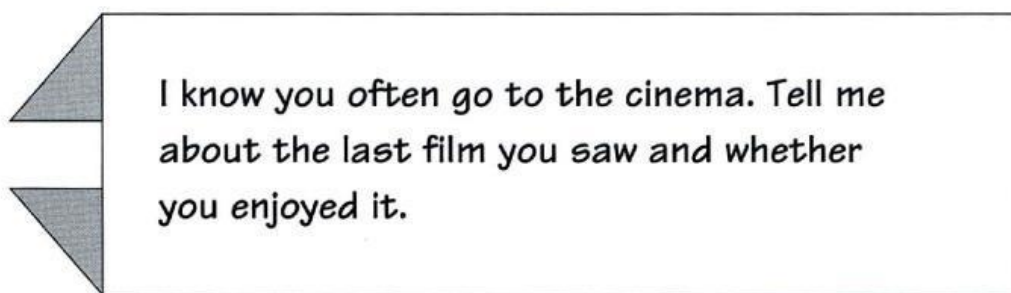 I know you often go to the cinema. Tell me
about the last film you saw and whether
you enjoyed it.